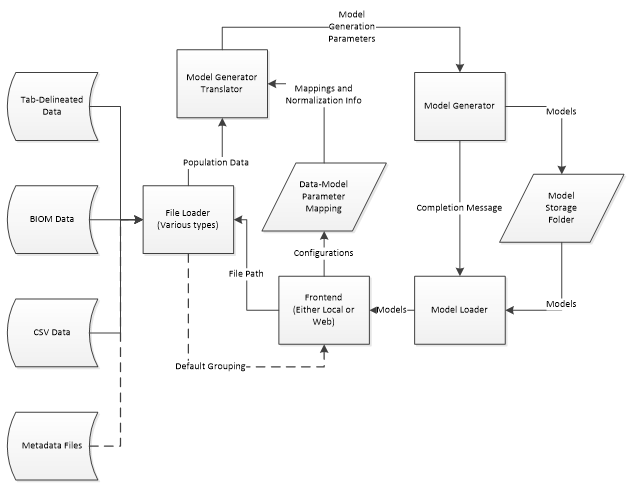 Model
Generation
Parameters
Model Generator
Translator
Mappings and
Normalization Info
Model Generator
Tab-Delineated
Data
Models
Population Data
Data-Model
Parameter
Mapping
Model
Storage
Folder
BIOM Data
File Loader
(Various types)
Completion Message
Configurations
File Path
Frontend
(Either Local or
Web)
Models
Model Loader
Models
CSV Data
Default Grouping
Metadata Files